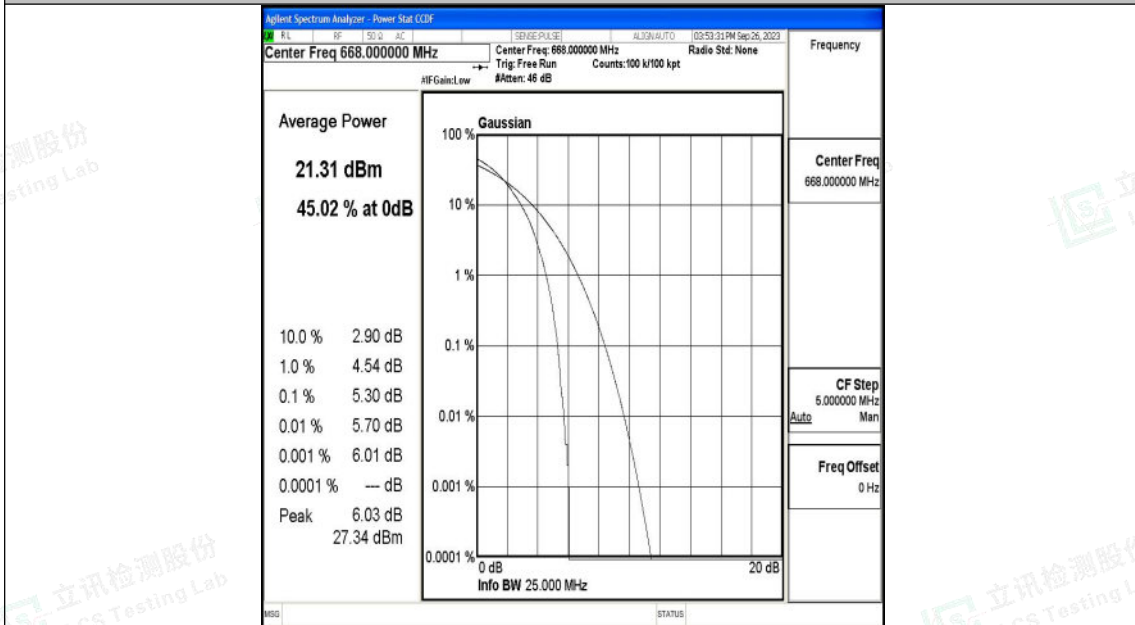 Agilent Spectrum Analyzer - Power Stat CCDF
RL RF 50 Ω AC SENSE:PULSE ALIGNAUTO 03:53:31 PM Sep 26, 2023
Center Freq 668.000000 MHz
Center Freq: 668.000000 MHz Radio Std: None
Trig: Free Run Counts:100 k/100 kpt
#IFGain:Low #Atten: 46 dB
Frequency
Average Power
21.31 dBm
45.02 % at 0dB
10.0 % 2.90 dB
1.0 % 4.54 dB
0.1 % 5.30 dB
0.01 % 5.70 dB
0.001 % 6.01 dB
0.0001 % --- dB
Peak 6.03 dB
27.34 dBm
Gaussian
100 %
10 %
1 %
0.1 %
0.01 %
0.001 %
0.0001 %
0 dB 20 dB
Info BW 25.000 MHz
Center Freq
668.000000 MHz
CF Step
5.000000 MHz
Auto Man
Freq Offset
0 Hz
MSG STATUS
测股份
sting Lab
立
立讯检测股份
CS Testing Lab
立讯检测股份
CS Testing L